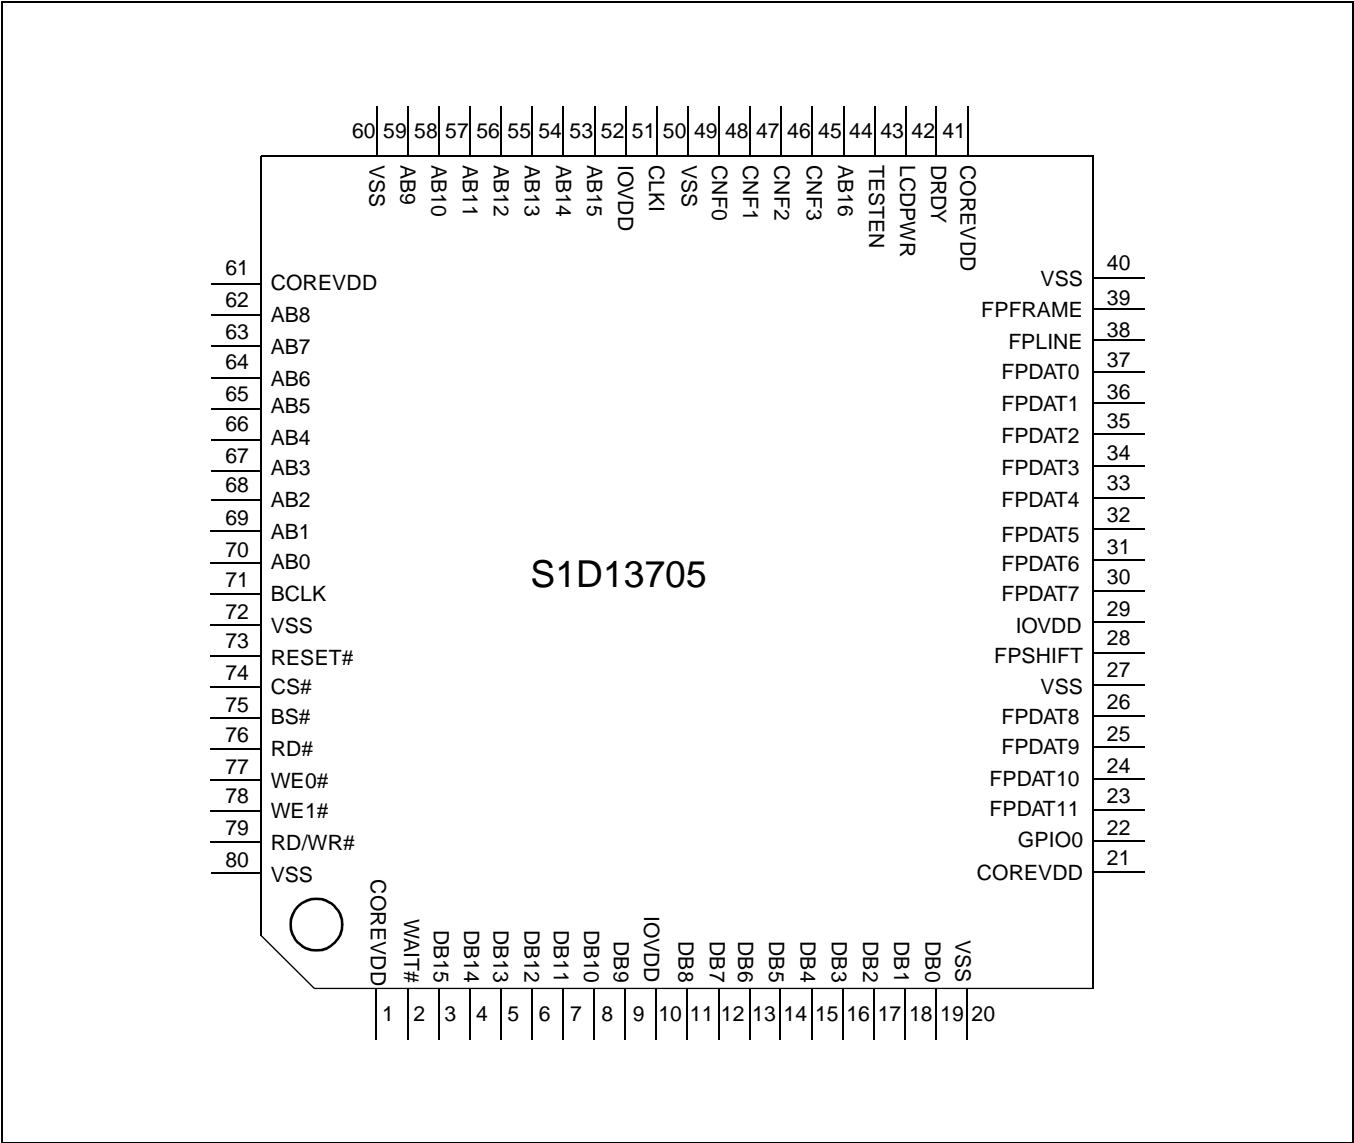 60 59 58 57 56 55 54 53 52 51 50 49 48 47 46 45 44 43 42 41
VSS AB9 AB10 AB11 AB12 AB13 AB14 AB15 IOVDD CLKI VSS CNF0 CNF1 CNF2 CNF3 AB16 TESTEN LCDPWR DRDY COREVDD
61 COREVDD
62 AB8
63 AB7
64 AB6
65 AB5
66 AB4
67 AB3
68 AB2
69 AB1
70 AB0
71 BCLK
72 VSS
73 RESET#
74 CS#
75 BS#
76 RD#
77 WE0#
78 WE1#
79 RD/WR#
80 VSS
S1D13705
VSS 40
FPFRAME 39
FPLINE 38
FPDAT0 37
FPDAT1 36
FPDAT2 35
FPDAT3 34
FPDAT4 33
FPDAT5 32
FPDAT6 31
FPDAT7 30
IOVDD 29
FPSHIFT 28
VSS 27
FPDAT8 26
FPDAT9 25
FPDAT10 24
FPDAT11 23
GPIO0 22
COREVDD 21
COREVDD WAIT# DB15 DB14 DB13 DB12 DB11 DB10 DB9 IOVDD DB8 DB7 DB6 DB5 DB4 DB3 DB2 DB1 DB0 VSS
1 2 3 4 5 6 7 8 9 10 11 12 13 14 15 16 17 18 19 20